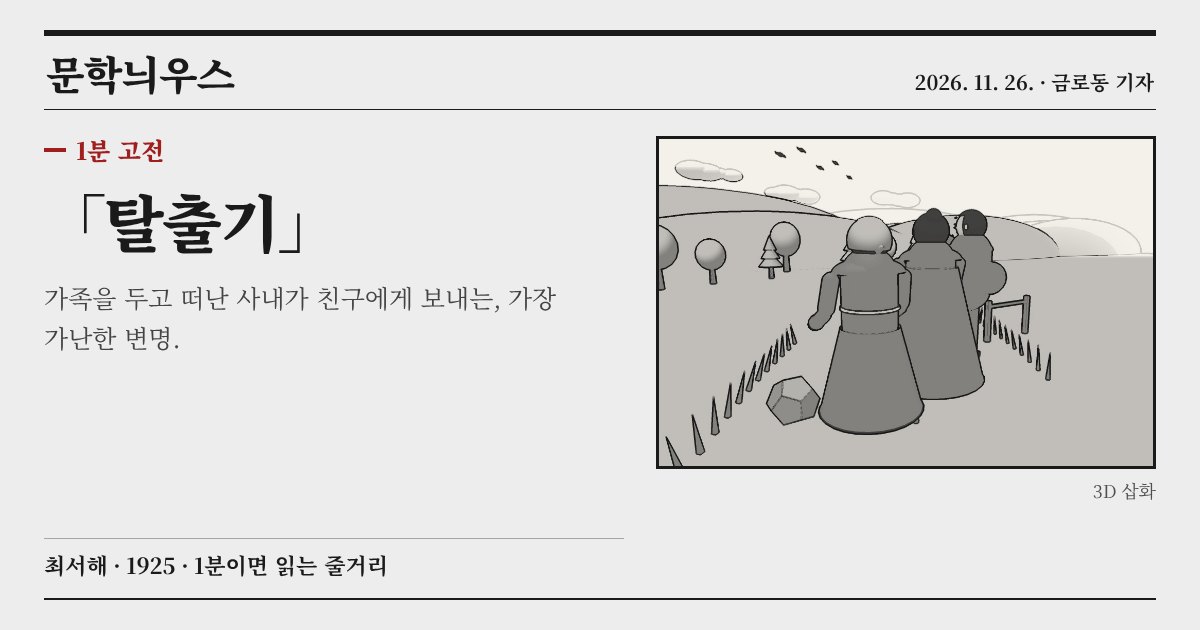 문학늬우스
2026. 11. 26. · 금로동 기자
1분 고전
「탈출기」
가족을 두고 떠난 사내가 친구에게 보내는, 가장
가난한 변명.
3D 삽화
최서해 · 1925 · 1분이면 읽는 줄거리